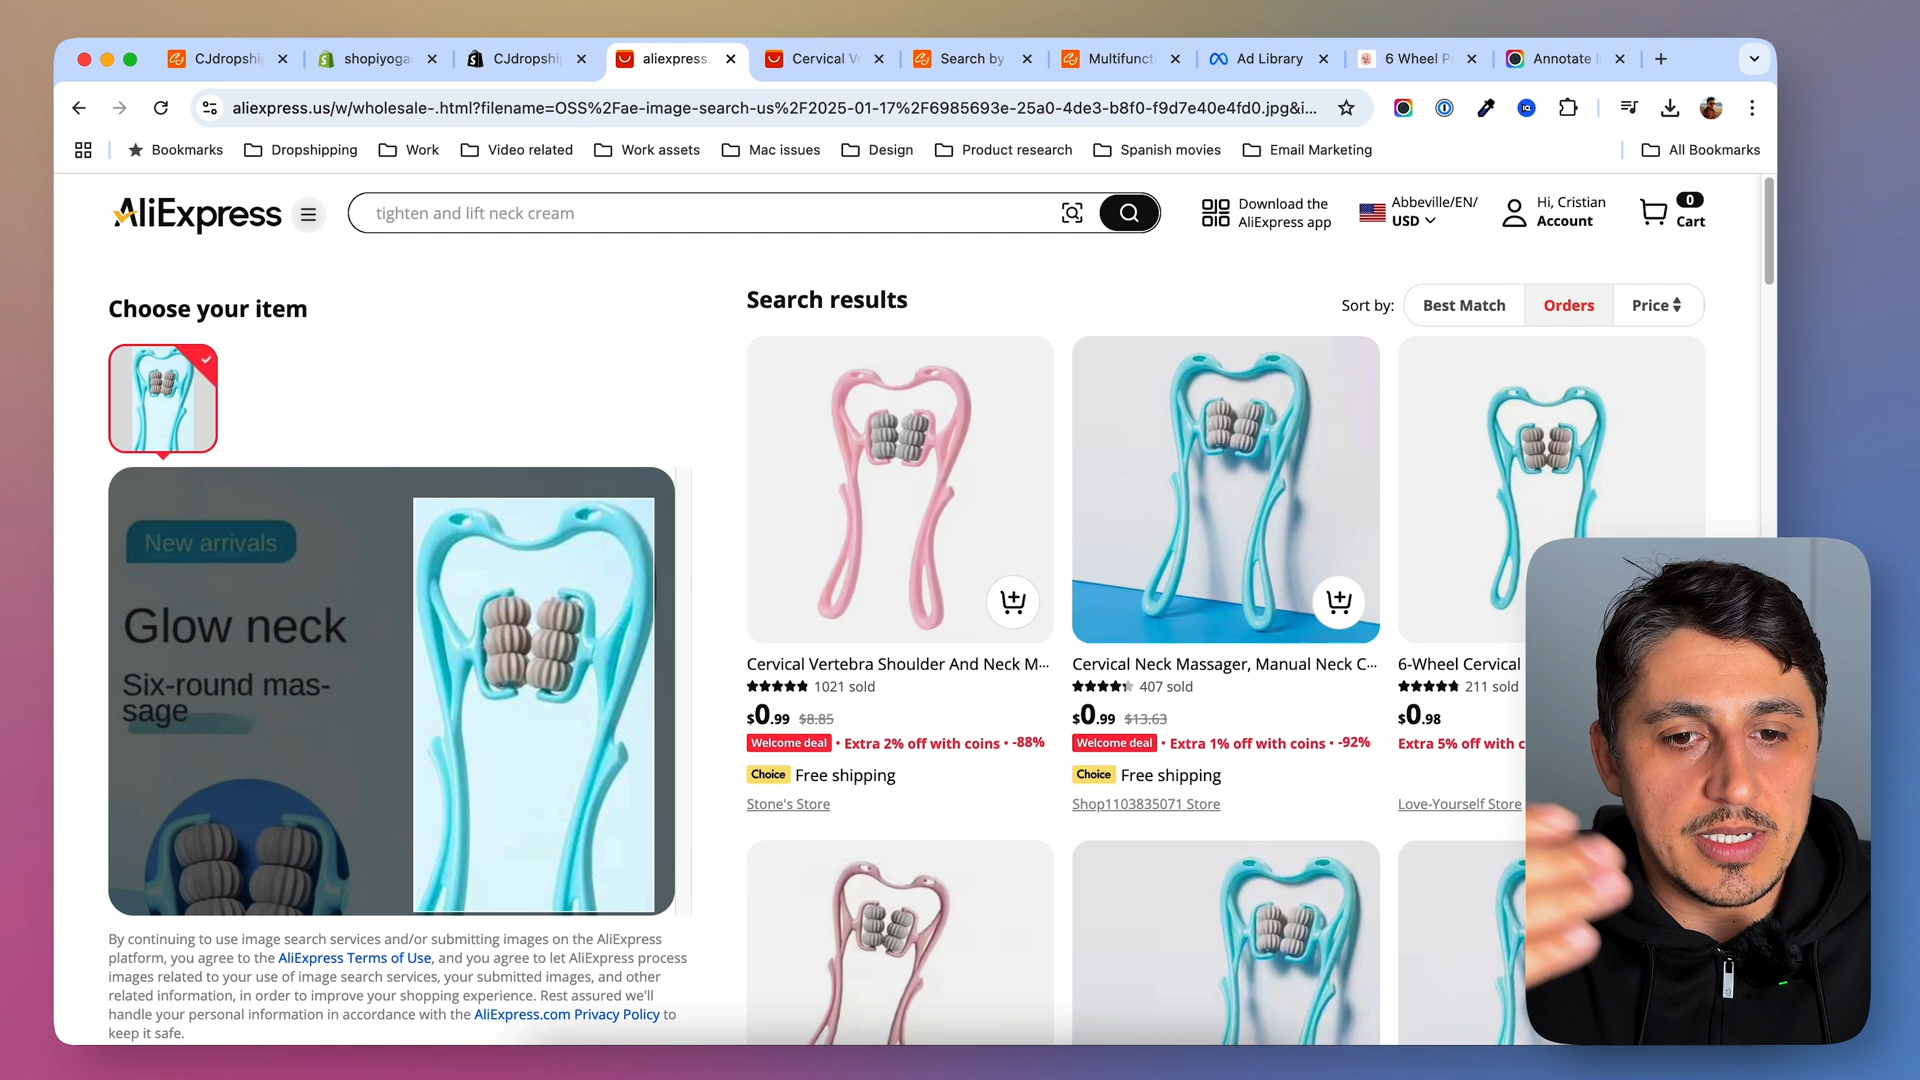 CJdropshi
shopiyoga
CJdropshi
aliexpress.
Cervical V
Search by
Multifunct
Ad Library
6 Wheel P
Annotate I
aliexpress.us/w/wholesale-.html?filename=OSS%2Fae-image-search-us%2F2025-01-17%2F6985693e-25a0-4de3-b8f0-f9d7e40e4fd0.jpg&i...
Bookmarks
Dropshipping
Work
Video related
Work assets
Mac issues
Design
Product research
Spanish movies
Email Marketing
All Bookmarks
AliExpress
tighten and lift neck cream
Download the
AliExpress app
Abbeville/EN/
USD
Hi, Cristian
Account
0
Cart
Choose your item
New arrivals
Glow neck
Six-round mas-
sage
By continuing to use image search services and/or submitting images on the AliExpress
platform, you agree to the AliExpress Terms of Use, and you agree to let AliExpress process
images related to your use of image search services, your submitted images, and other
related information, in order to improve your shopping experience. Rest assured we'll
handle your personal information in accordance with the AliExpress.com Privacy Policy to
keep it safe.
Search results
Sort by:
Best Match
Orders
Price
Cervical Vertebra Shoulder And Neck M...
1021 sold
$0.99 $8.85
Welcome deal • Extra 2% off with coins • -88%
Choice Free shipping
Stone's Store
Cervical Neck Massager, Manual Neck C...
407 sold
$0.99 $13.63
Welcome deal • Extra 1% off with coins • -92%
Choice Free shipping
Shop1103835071 Store
6-Wheel Cervical
211 sold
$0.98
Extra 5% off with c
Love-Yourself Store